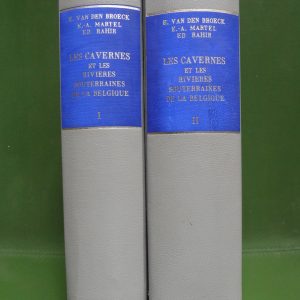 E. VAN DEN BROECK
E.-A. MARTEL
ED RAHIR
LES CAVERNES
ET LES
RIVIERES
SOUTERRAINES
DE LA BELGIQUE
I
E. VAN DEN BROECK
E.-A. MARTEL
ED RAHIR
LES CAVERNES
ET LES
RIVIERES
SOUTERRAINES
DE LA BELGIQUE
II